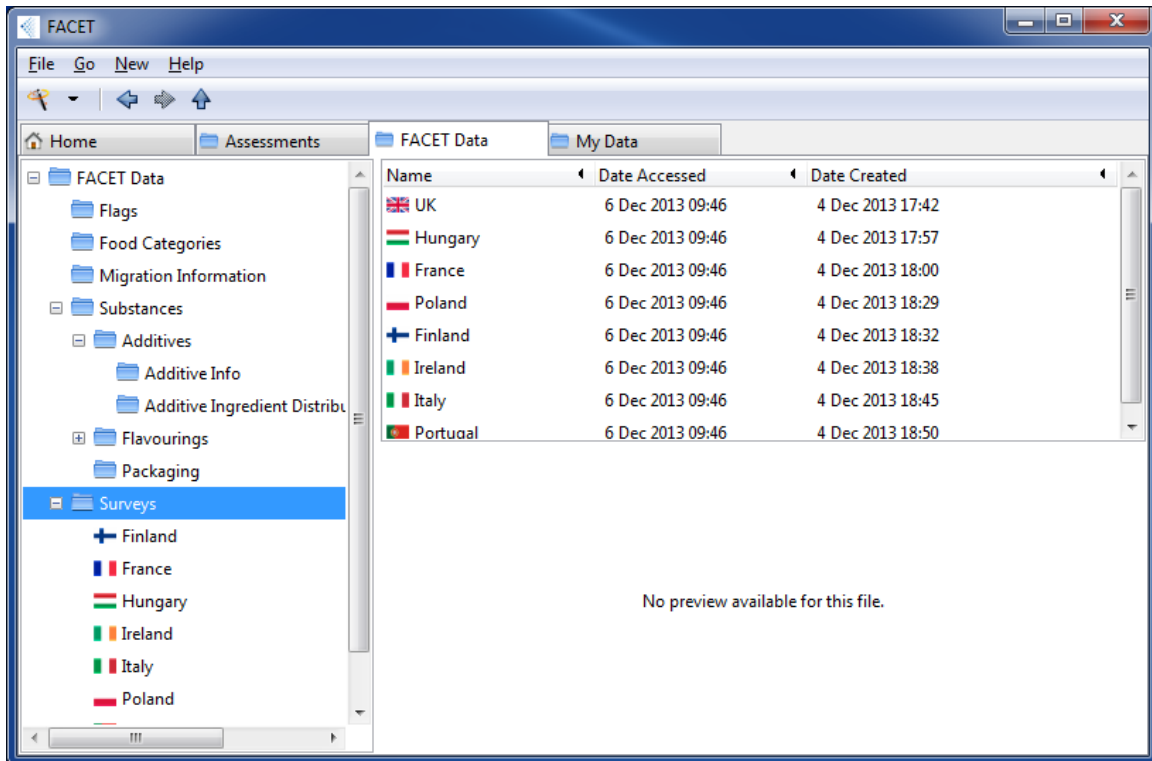 FACET
File Go New Help
Home Assessments FACET Data My Data
FACET Data
Flags
Food Categories
Migration Information
Substances
Additives
Additive Info
Additive Ingredient Distribu
Flavourings
Packaging
Surveys
Finland
France
Hungary
Ireland
Italy
Poland
Name Date Accessed Date Created
UK 6 Dec 2013 09:46 4 Dec 2013 17:42
Hungary 6 Dec 2013 09:46 4 Dec 2013 17:57
France 6 Dec 2013 09:46 4 Dec 2013 18:00
Poland 6 Dec 2013 09:46 4 Dec 2013 18:29
Finland 6 Dec 2013 09:46 4 Dec 2013 18:32
Ireland 6 Dec 2013 09:46 4 Dec 2013 18:38
Italy 6 Dec 2013 09:46 4 Dec 2013 18:45
Portugal 6 Dec 2013 09:46 4 Dec 2013 18:50
No preview available for this file.